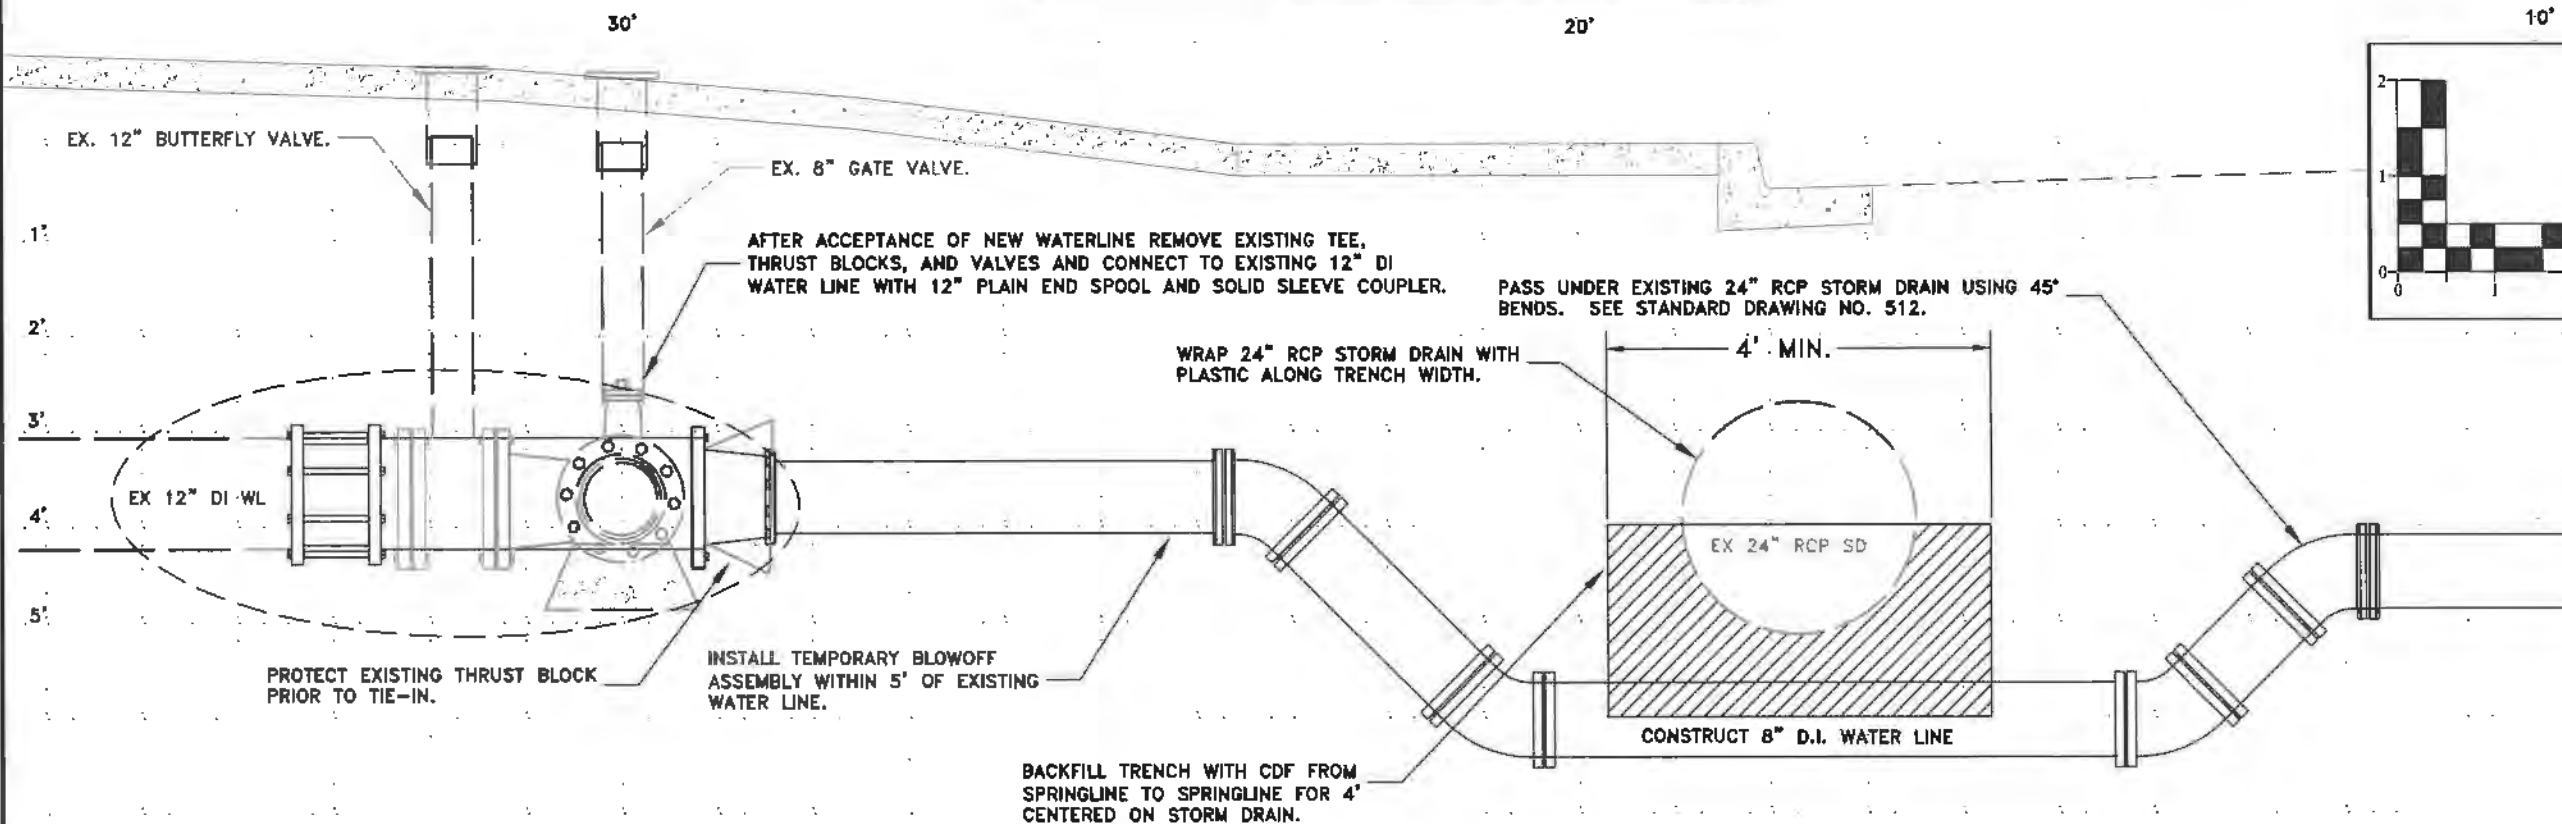 30'
20'
10'
EX. 12" BUTTERFLY VALVE.
EX. 8" GATE VALVE.
1'
2'
3'
4'
5'
AFTER ACCEPTANCE OF NEW WATERLINE REMOVE EXISTING TEE,
THRUST BLOCKS, AND VALVES AND CONNECT TO EXISTING 12" DI
WATER LINE WITH 12" PLAIN END SPOOL AND SOLID SLEEVE COUPLER.
PASS UNDER EXISTING 24" RCP STORM DRAIN USING 45°
BENDS. SEE STANDARD DRAWING NO. 512.
WRAP 24" RCP STORM DRAIN WITH
PLASTIC ALONG TRENCH WIDTH.
4' MIN.
2
1
0
0
1
EX 12" DI WL
EX 24" RCP SD
PROTECT EXISTING THRUST BLOCK
PRIOR TO TIE-IN.
INSTALL TEMPORARY BLOWOFF
ASSEMBLY WITHIN 5' OF EXISTING
WATER LINE.
CONSTRUCT 8" D.I. WATER LINE
BACKFILL TRENCH WITH CDF FROM
SPRINGLINE TO SPRINGLINE FOR 4'
CENTERED ON STORM DRAIN.